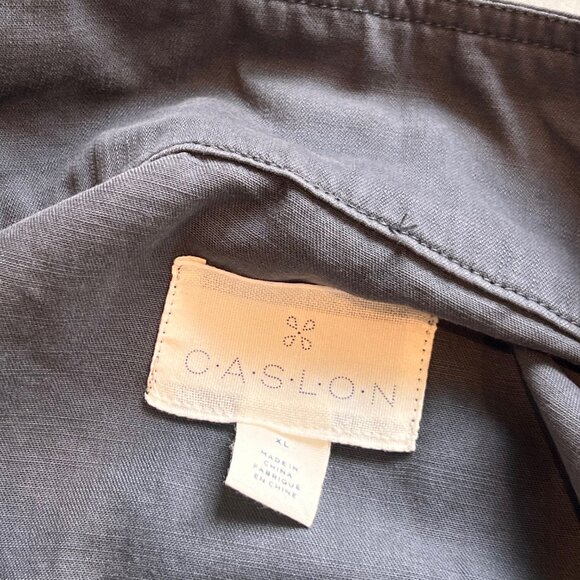 C·A·S·L·O·N
XL
MADE IN
CHINA
FABRIQUÉ
EN CHINE